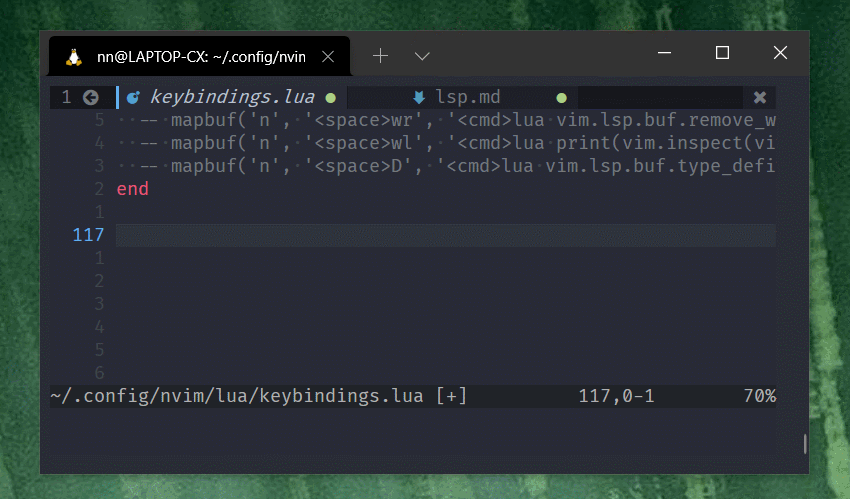 nn@LAPTOP-CX: ~/.config/nvim
1 keybindings.lua lsp.md
5 -- mapbuf('n', '<space>wr', '<cmd>lua vim.lsp.buf.remove_w
4 -- mapbuf('n', '<space>wl', '<cmd>lua print(vim.inspect(vi
3 -- mapbuf('n', '<space>D', '<cmd>lua vim.lsp.buf.type_defi
2 end
1
117
1
2
3
4
5
6
~/.config/nvim/lua/keybindings.lua [+] 117,0-1 70%